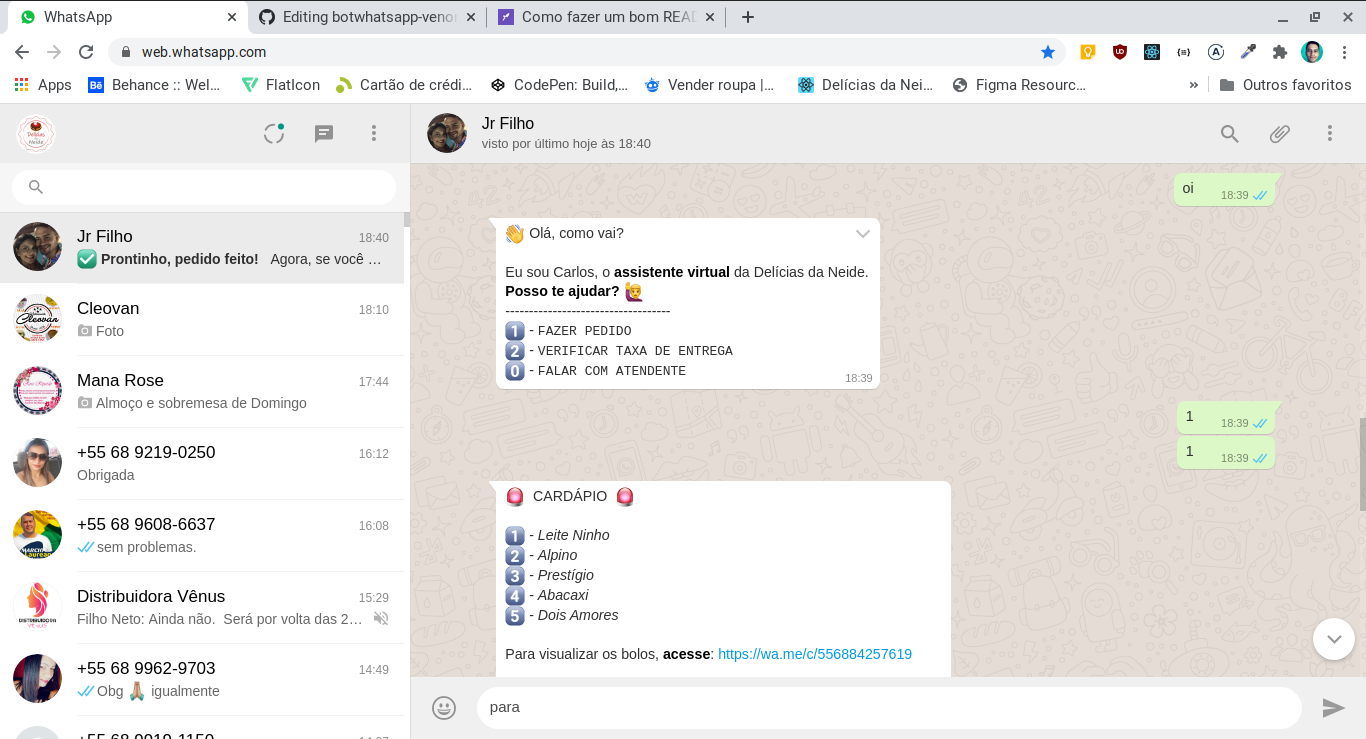 WhatsApp
Editing botwhatsapp-veno
Como fazer um bom READ
web.whatsapp.com
Apps
Behance :: Wel...
FlatIcon
Cartão de crédi...
CodePen: Build,...
Vender roupa |...
Delícias da Nei...
Figma Resourc...
»
Outros favoritos
Jr Filho
visto por último hoje às 18:40
Jr Filho 18:40
✅ Prontinho, pedido feito! Agora, se você ...
Cleovan 18:10
Foto
Mana Rose 17:44
Almoço e sobremesa de Domingo
+55 68 9219-0250 16:12
Obrigada
+55 68 9608-6637 16:08
sem problemas.
Distribuidora Vênus 15:29
Filho Neto: Ainda não. Será por volta das 2...
+55 68 9962-9703 14:49
Obg 🙏🏼 igualmente
oi 18:39
👋 Olá, como vai?
Eu sou Carlos, o assistente virtual da Delícias da Neide.
Posso te ajudar? 🙋‍♂️
-----------------------------------
1️⃣ - FAZER PEDIDO
2️⃣ - VERIFICAR TAXA DE ENTREGA
0️⃣ - FALAR COM ATENDENTE
18:39
1 18:39
1 18:39
🚨 CARDÁPIO 🚨
1️⃣ - Leite Ninho
2️⃣ - Alpino
3️⃣ - Prestígio
4️⃣ - Abacaxi
5️⃣ - Dois Amores
Para visualizar os bolos, acesse: https://wa.me/c/556884257619
para